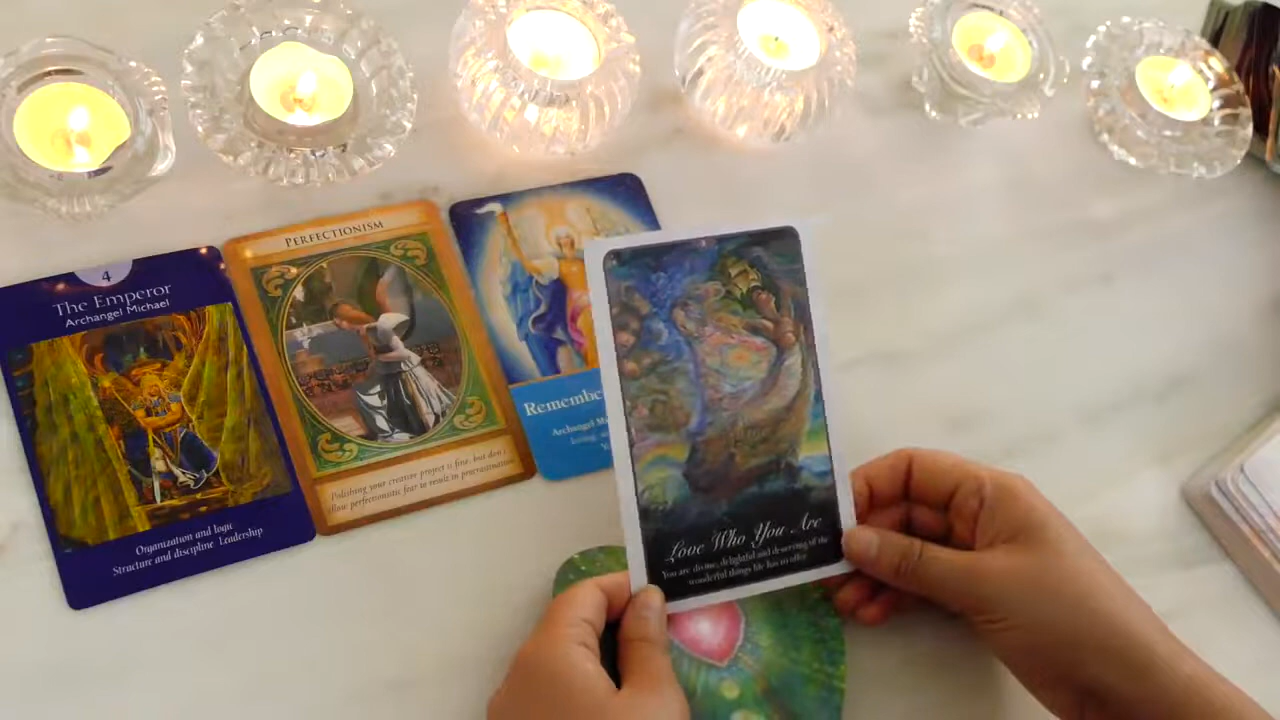 4
The Emperor
Archangel Michael
Organization and logic
Structure and discipline Leadership
PERFECTIONISM
Polishing your creative project is fine, but don't
allow perfectionistic fear to result in procrastination
Remembe
Archangel Mi
Love Who You Are
You are divine, delightful and deserving of the
wonderful things life has to offer